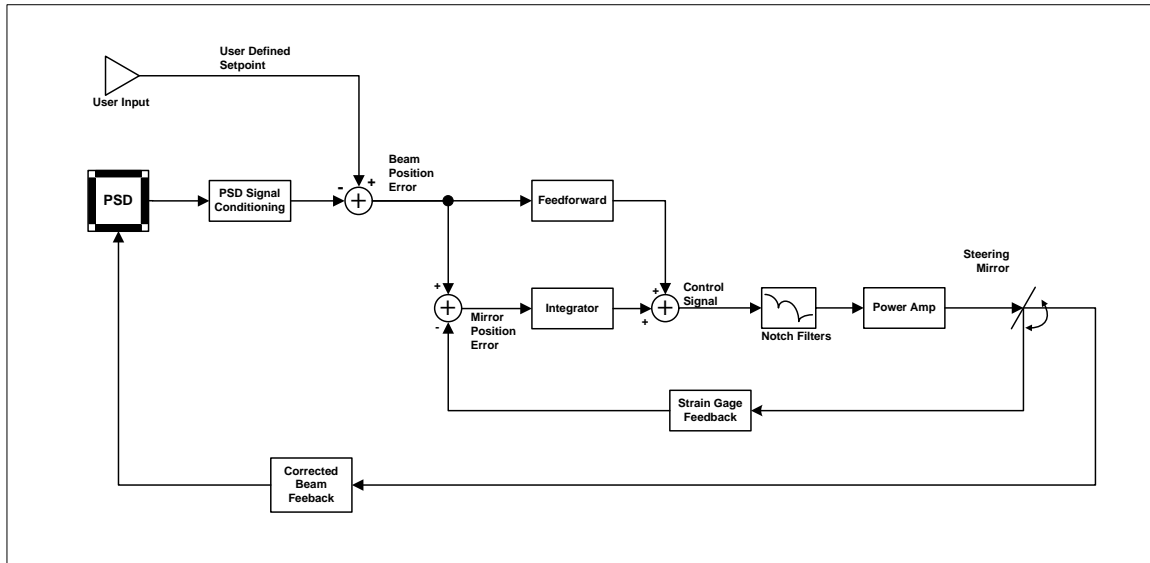 User Defined
Setpoint
User Input
Beam
Position
Error
+
-
+
PSD
PSD Signal
Conditioning
Feedforward
Steering
Mirror
+
+
-
Mirror
Position
Error
Integrator
+
+
+
Control
Signal
Notch Filters
Power Amp
Strain Gage
Feedback
Corrected
Beam
Feeback